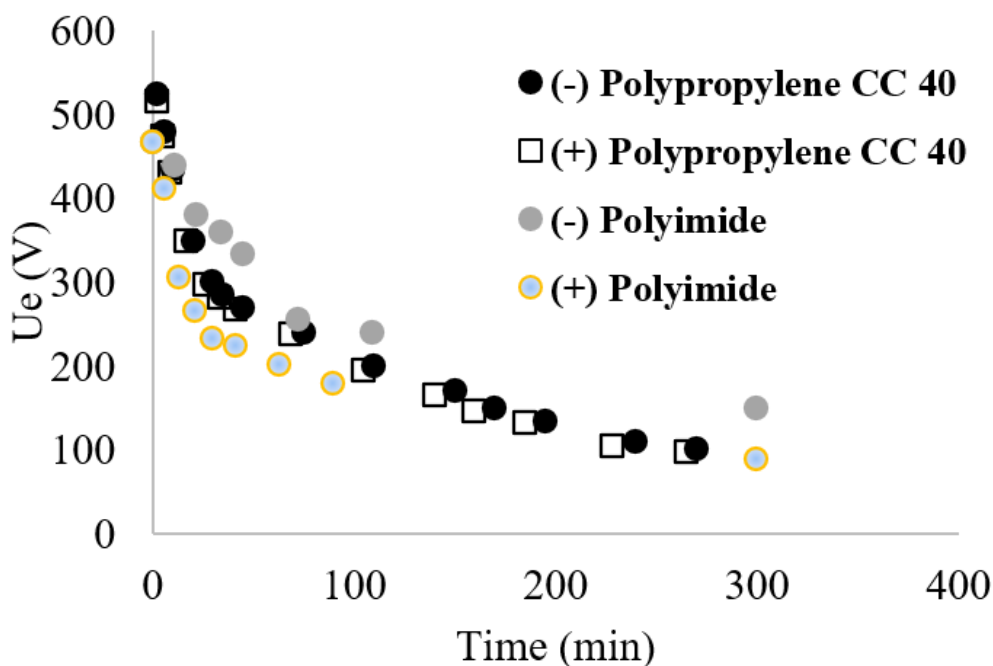 600
500
400
300
200
100
0
Ue (V)
(-) Polypropylene CC 40
(+) Polypropylene CC 40
(-) Polyimide
(+) Polyimide
0 100 200 300 400
Time (min)